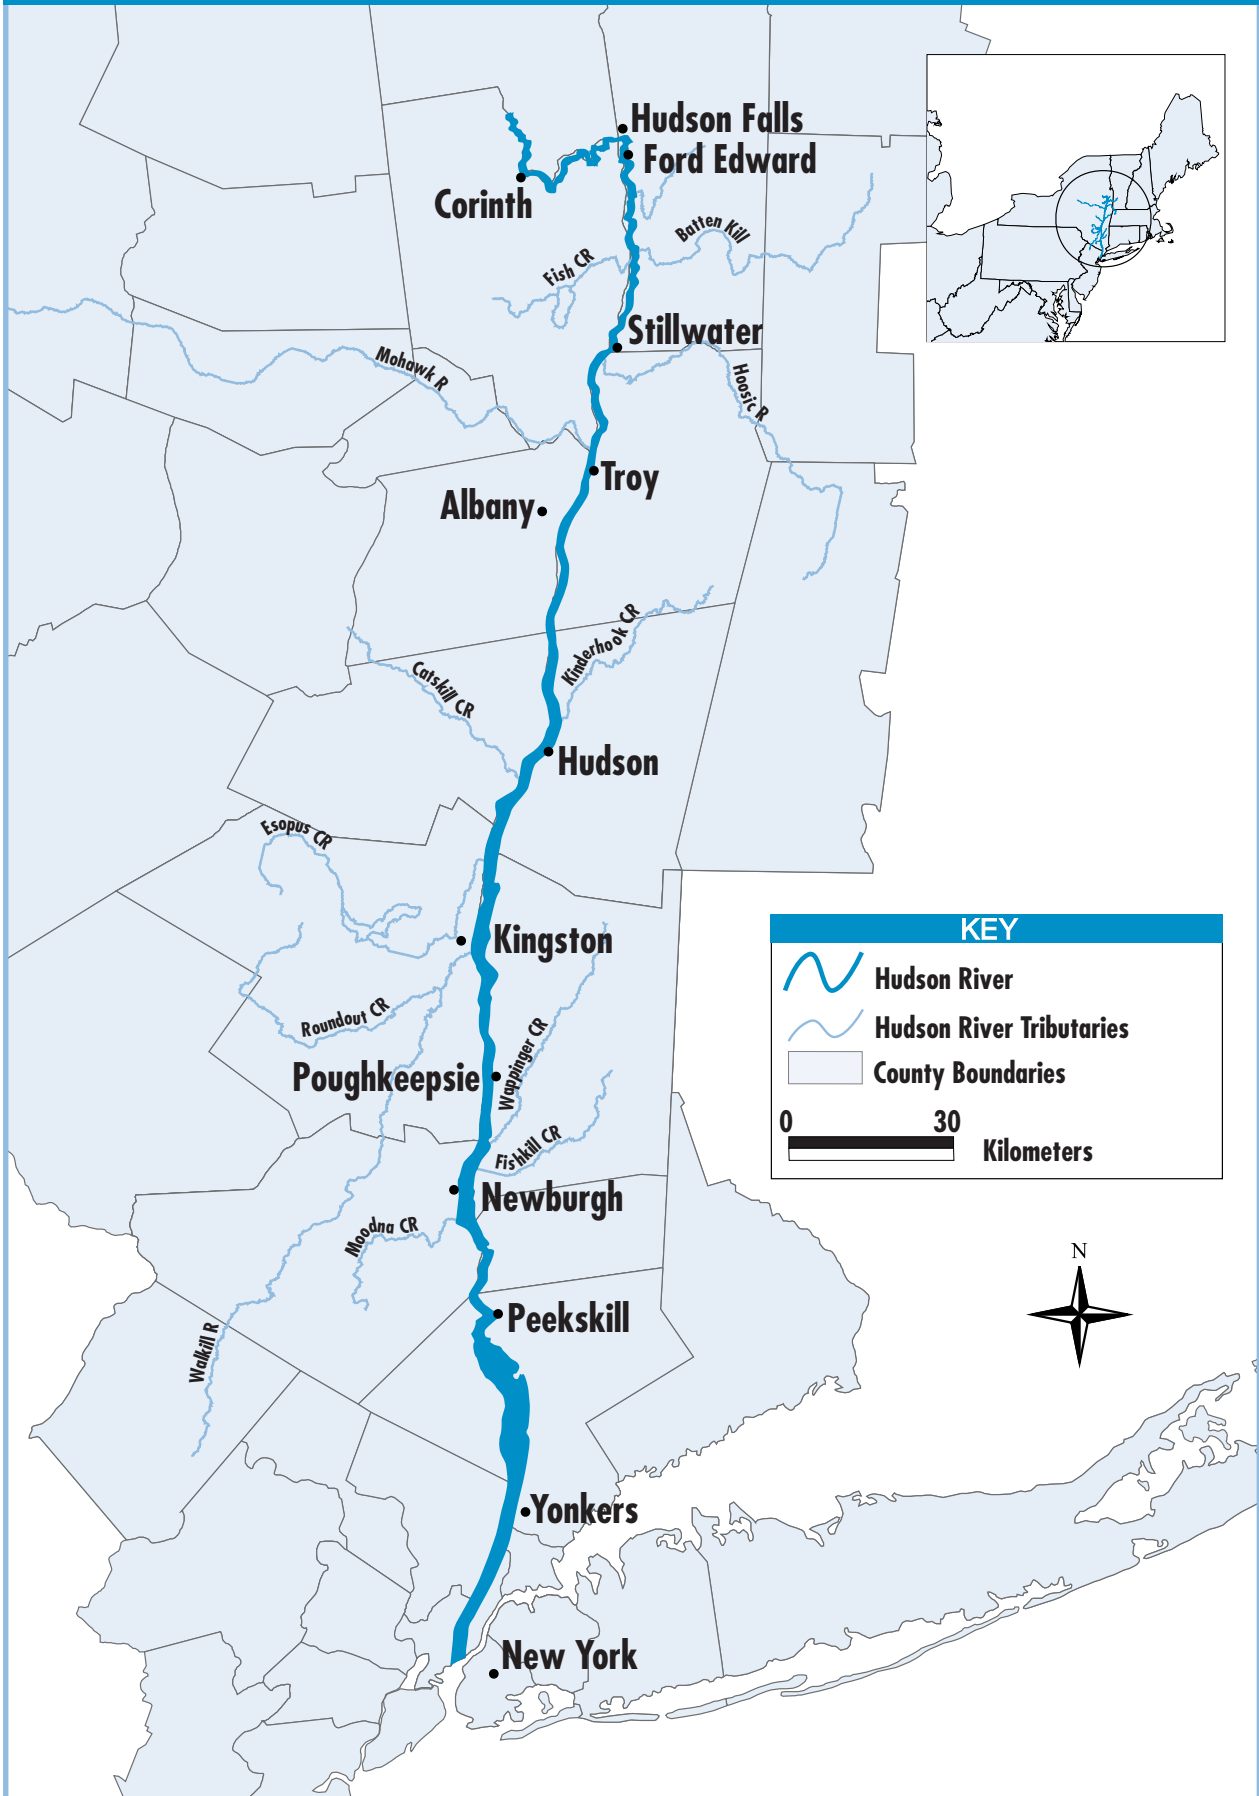 Hudson Falls
Ford Edward
Corinth
Batten Kill
Fish CR
Stillwater
Mohawk R
Hoosic R
Troy
Albany
Kinderhook CR
Catskill CR
Hudson
Esopus CR
KEY
Kingston
Hudson River
Roundout CR
Hudson River Tributaries
Wappinger CR
Poughkeepsie
County Boundaries
0 30
Kilometers
Fishkill CR
Newburgh
Moodna CR
N
Peekskill
Walkill R
Yonkers
New York